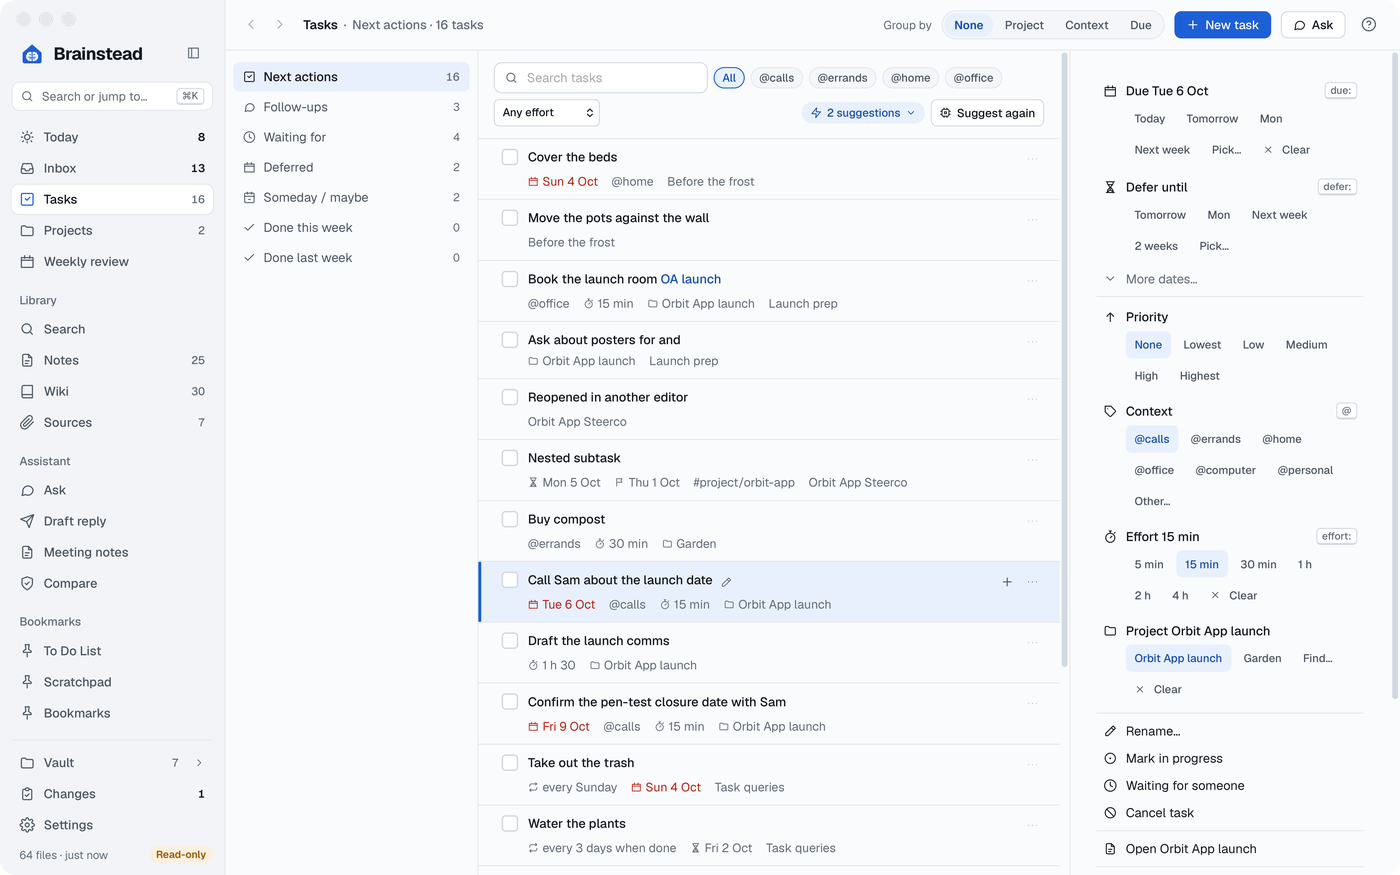 Brainstead
Search or jump to... ⌘K
Today 8
Inbox 13
Tasks 16
Projects 2
Weekly review
Library
Search
Notes 25
Wiki 30
Sources 7
Assistant
Ask
Draft reply
Meeting notes
Compare
Bookmarks
To Do List
Scratchpad
Bookmarks
Vault 7
Changes 1
Settings
64 files · just now Read-only
Tasks · Next actions · 16 tasks
Group by None Project Context Due
New task
Ask
Next actions 16
Follow-ups 3
Waiting for 4
Deferred 2
Someday / maybe 2
Done this week 0
Done last week 0
Search tasks All @calls @errands @home @office
Any effort 2 suggestions Suggest again
Cover the beds
Sun 4 Oct @home Before the frost
Move the pots against the wall
Before the frost
Book the launch room OA launch
@office 15 min Orbit App launch Launch prep
Ask about posters for and
Orbit App launch Launch prep
Reopened in another editor
Orbit App Steerco
Nested subtask
Mon 5 Oct Thu 1 Oct #project/orbit-app Orbit App Steerco
Buy compost
@errands 30 min Garden
Call Sam about the launch date
Tue 6 Oct @calls 15 min Orbit App launch
Draft the launch comms
1 h 30 Orbit App launch
Confirm the pen-test closure date with Sam
Fri 9 Oct @calls 15 min Orbit App launch
Take out the trash
every Sunday Sun 4 Oct Task queries
Water the plants
every 3 days when done Fri 2 Oct Task queries
Due Tue 6 Oct due:
Today Tomorrow Mon
Next week Pick... Clear
Defer until defer:
Tomorrow Mon Next week
2 weeks Pick...
More dates...
Priority
None Lowest Low Medium
High Highest
Context @
@calls @errands @home
@office @computer @personal
Other...
Effort 15 min effort:
5 min 15 min 30 min 1 h
2 h 4 h Clear
Project Orbit App launch
Orbit App launch Garden Find...
Clear
Rename...
Mark in progress
Waiting for someone
Cancel task
Open Orbit App launch